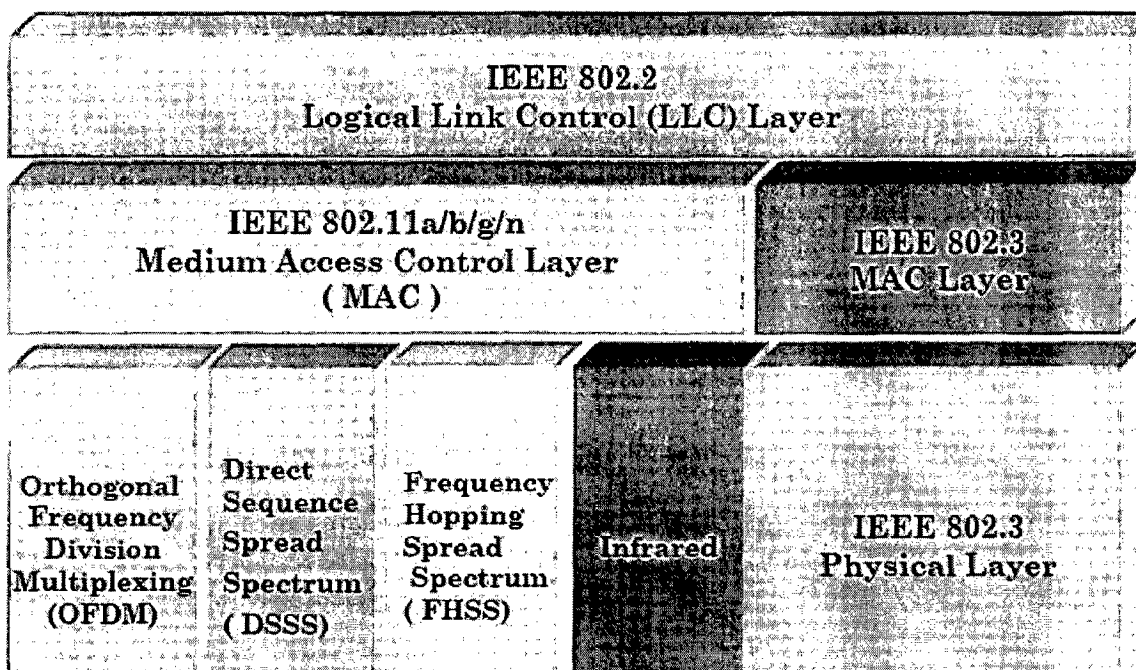 IEEE 802.2
Logical Link Control (LLC) Layer
IEEE 802.11a/b/g/n
Medium Access Control Layer
( MAC )
IEEE 802.3
MAC Layer
Orthogonal
Frequency
Division
Multiplexing
(OFDM)
Direct
Sequence
Spread
Spectrum
( DSSS)
Frequency
Hopping
Spread
Spectrum
( FHSS)
Infrared
IEEE 802.3
Physical Layer